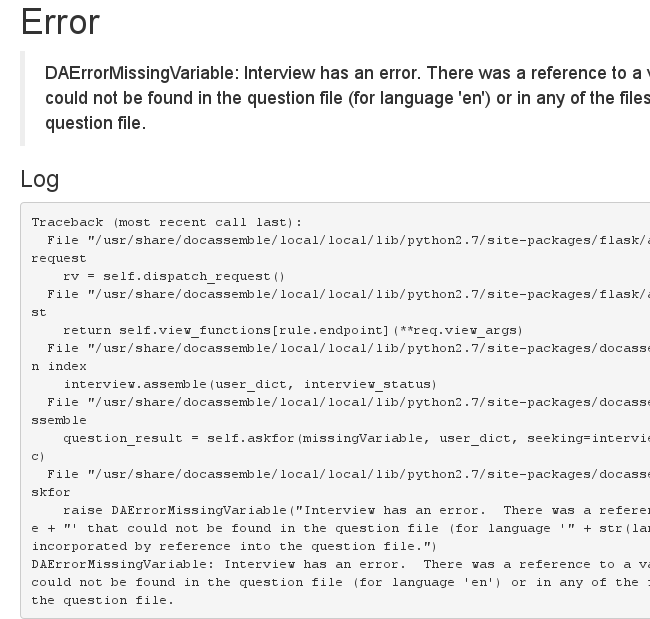 Error
DAErrorMissingVariable: Interview has an error. There was a reference to a
could not be found in the question file (for language 'en') or in any of the files
question file.
Log
Traceback (most recent call last):
File "/usr/share/docassemble/local/local/lib/python2.7/site-packages/flask/
request
rv = self.dispatch_request()
File "/usr/share/docassemble/local/local/lib/python2.7/site-packages/flask/
st
return self.view_functions[rule.endpoint](**req.view_args)
File "/usr/share/docassemble/local/local/lib/python2.7/site-packages/docasse
n index
interview.assemble(user_dict, interview_status)
File "/usr/share/docassemble/local/local/lib/python2.7/site-packages/docasse
ssemble
question_result = self.askfor(missingVariable, user_dict, seeking=intervie
c)
File "/usr/share/docassemble/local/local/lib/python2.7/site-packages/docasse
skfor
raise DAErrorMissingVariable("Interview has an error.  There was a referen
e + "' that could not be found in the question file (for language '" + str(lan
incorporated by reference into the question file.")
DAErrorMissingVariable: Interview has an error.  There was a reference to a va
could not be found in the question file (for language 'en') or in any of the
the question file.